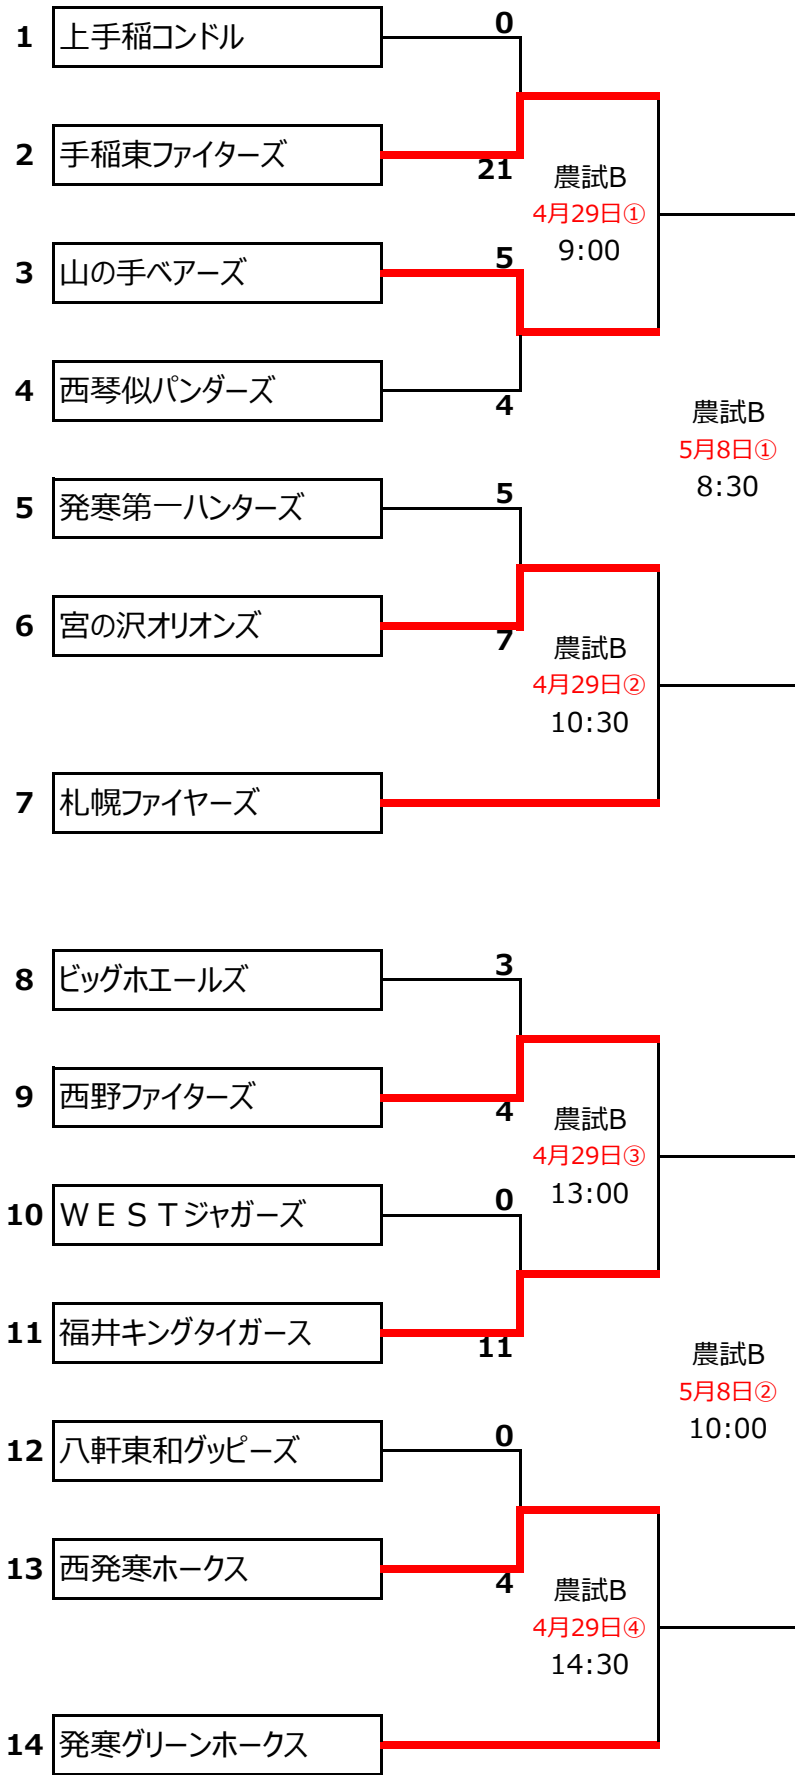 1 上手稲コンドル 0
2 手稲東ファイターズ 21
農試B
4月29日①
9:00
3 山の手ベアーズ 5
4 西琴似パンダーズ 4
農試B
5月8日①
8:30
5 発寒第一ハンターズ 5
6 宮の沢オリオンズ 7
農試B
4月29日②
10:30
7 札幌ファイヤーズ
8 ビッグホエールズ 3
9 西野ファイターズ 4
農試B
4月29日③
13:00
10 ＷＥＳＴジャガーズ 0
11 福井キングタイガース 11
農試B
5月8日②
10:00
12 八軒東和グッピーズ 0
13 西発寒ホークス 4
農試B
4月29日④
14:30
14 発寒グリーンホークス